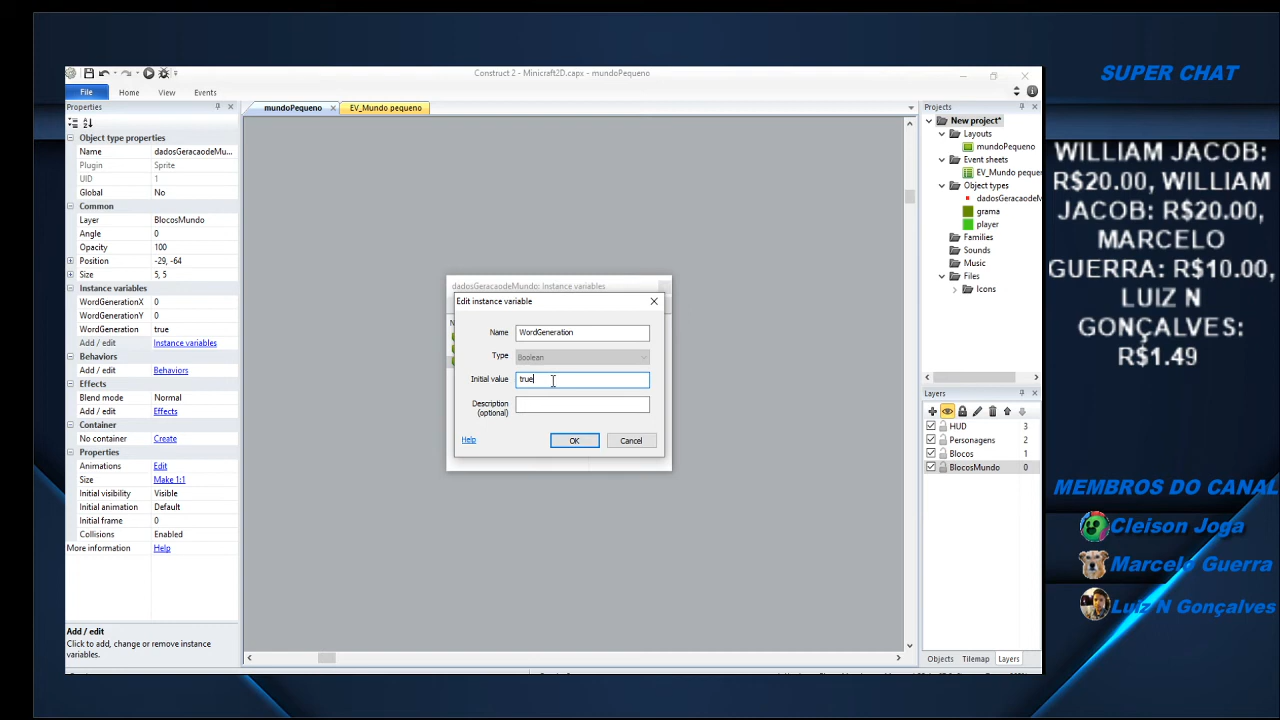 Construct 2 - Minicraft2D.capx - mundoPequeno
File
Home
View
Events
Properties
Object type properties
Name dadosGeracaodeMu...
Plugin Sprite
UID 1
Global No
Common
Layer BlocosMundo
Angle 0
Opacity 100
Position -29, -64
Size 5, 5
Instance variables
WordGenerationX 0
WordGenerationY 0
WordGeneration true
Add / edit Instance variables
Behaviors
Add / edit Behaviors
Effects
Blend mode Normal
Add / edit Effects
Container
No container Create
Properties
Animations Edit
Size Make 1:1
Initial visibility Visible
Initial animation Default
Initial frame 0
Collisions Enabled
More information Help
Add / edit
Click to add, change or remove instance
variables.
mundoPequeno
EV_Mundo pequeno
dadosGeracaodeMundo: Instance variables
Edit instance variable
Name WordGeneration
Type Boolean
Initial value true
Description
(optional)
Help
OK
Cancel
Projects
New project*
Layouts
mundoPequeno
Event sheets
EV_Mundo pequer
Object types
dadosGeracaodeM
grama
player
Families
Sounds
Music
Files
Icons
Layers
HUD 3
Personagens 2
Blocos 1
BlocosMundo 0
Objects
Tilemap
Layers
SUPER CHAT
WILLIAM JACOB:
R$20.00, WILLIAM
JACOB: R$20.00,
MARCELO
GUERRA: R$10.00,
LUIZ N
GONÇALVES:
R$1.49
MEMBROS DO CANAL
Cleison Joga
Marcelo Guerra
Luiz N Gonçalves